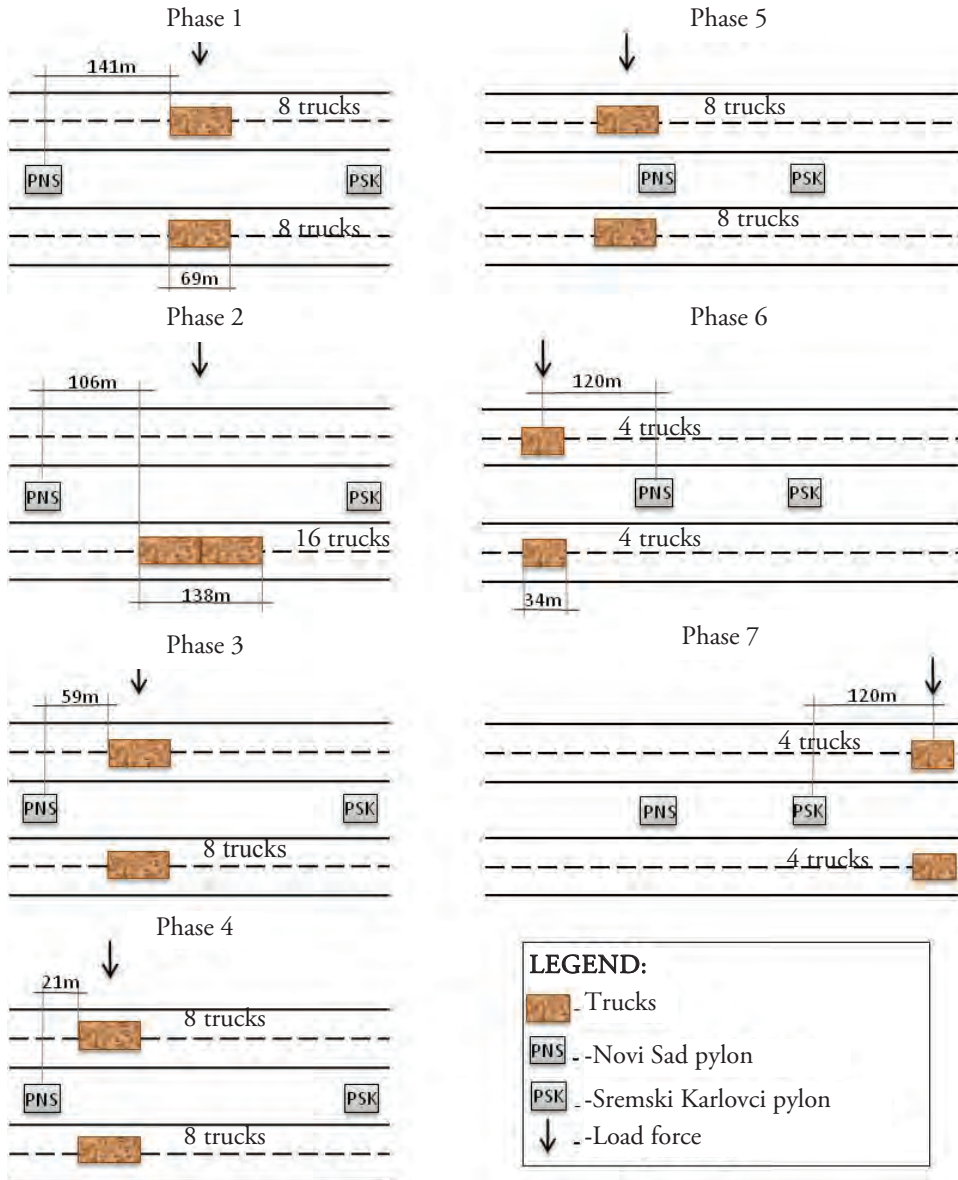 Phase 1
141m
8 trucks
PNS
PSK
8 trucks
69m
Phase 2
106m
PNS
PSK
16 trucks
138m
Phase 3
59m
PNS
PSK
8 trucks
Phase 4
21m
8 trucks
PNS
PSK
8 trucks
Phase 5
8 trucks
PNS
PSK
8 trucks
Phase 6
120m
4 trucks
PNS
PSK
4 trucks
34m
Phase 7
120m
4 trucks
PNS
PSK
4 trucks
LEGEND:
- Trucks
PNS - -Novi Sad pylon
PSK - -Sremski Karlovci pylon
- -Load force